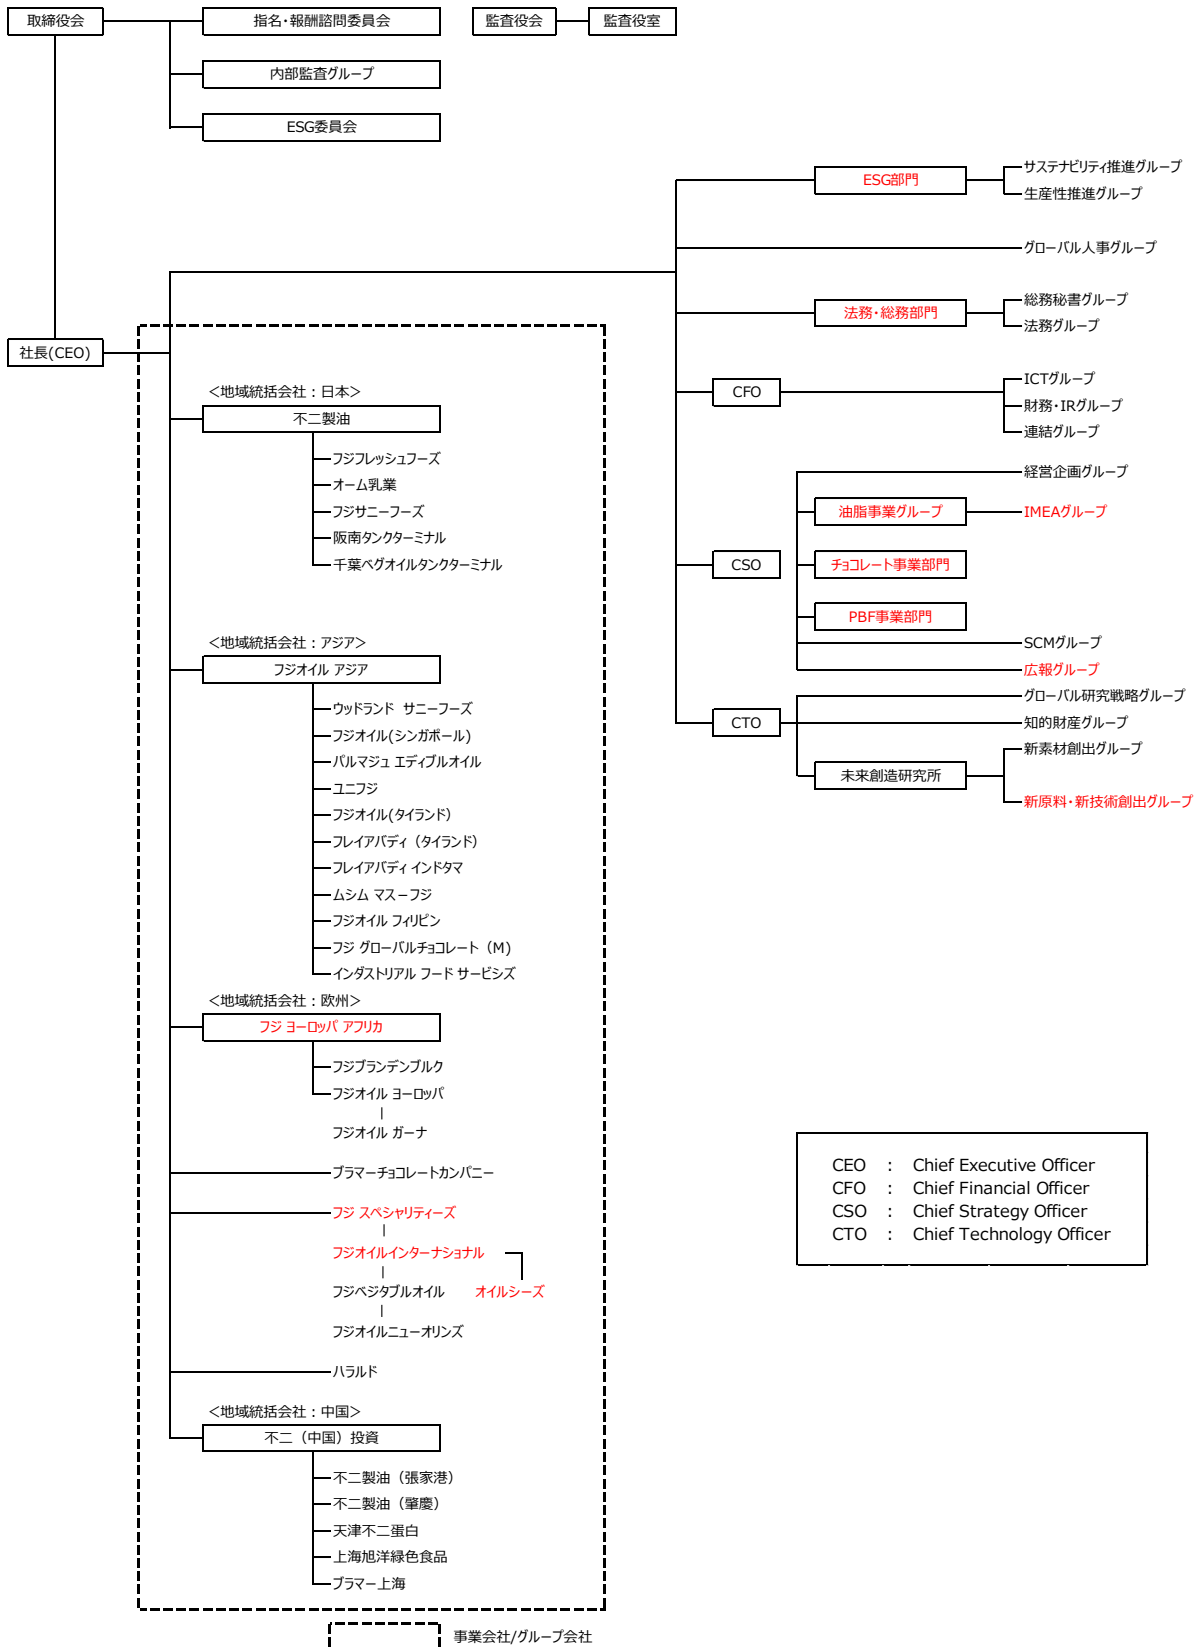 取締役会
指名・報酬諮問委員会
監査役会
監査役室
内部監査グループ
ESG委員会
社長(CEO)
＜地域統括会社：日本＞
不二製油
フジフレッシュフーズ
オーム乳業
フジサニーフーズ
阪南タンクターミナル
千葉ベグオイルタンクターミナル
＜地域統括会社：アジア＞
フジオイル アジア
ウッドランド サニーフーズ
フジオイル(シンガポール)
パルマジュ エディブルオイル
ユニフジ
フジオイル(タイランド)
フレイアバディ（タイランド)
フレイアバディ インドタマ
ムシム マス－フジ
フジオイル フィリピン
フジ グローバルチョコレート（M)
インダストリアル フード サービシズ
＜地域統括会社：欧州＞
フジ ヨーロッパ アフリカ
フジブランデンブルク
フジオイル ヨーロッパ
フジオイル ガーナ
ブラマーチョコレートカンパニー
フジ スペシャリティーズ
フジオイルインターナショナル
フジベジタブルオイル
オイルシーズ
フジオイルニューオリンズ
ハラルド
＜地域統括会社：中国＞
不二（中国）投資
不二製油（張家港）
不二製油（肇慶）
天津不二蛋白
上海旭洋緑色食品
ブラマー上海
事業会社/グループ会社
ESG部門
サステナビリティ推進グループ
生産性推進グループ
グローバル人事グループ
法務・総務部門
総務秘書グループ
法務グループ
CFO
ICTグループ
財務・IRグループ
連結グループ
CSO
経営企画グループ
油脂事業グループ
IMEAグループ
チョコレート事業部門
PBF事業部門
SCMグループ
広報グループ
CTO
グローバル研究戦略グループ
知的財産グループ
未来創造研究所
新素材創出グループ
新原料・新技術創出グループ
CEO : Chief Executive Officer
CFO : Chief Financial Officer
CSO : Chief Strategy Officer
CTO : Chief Technology Officer